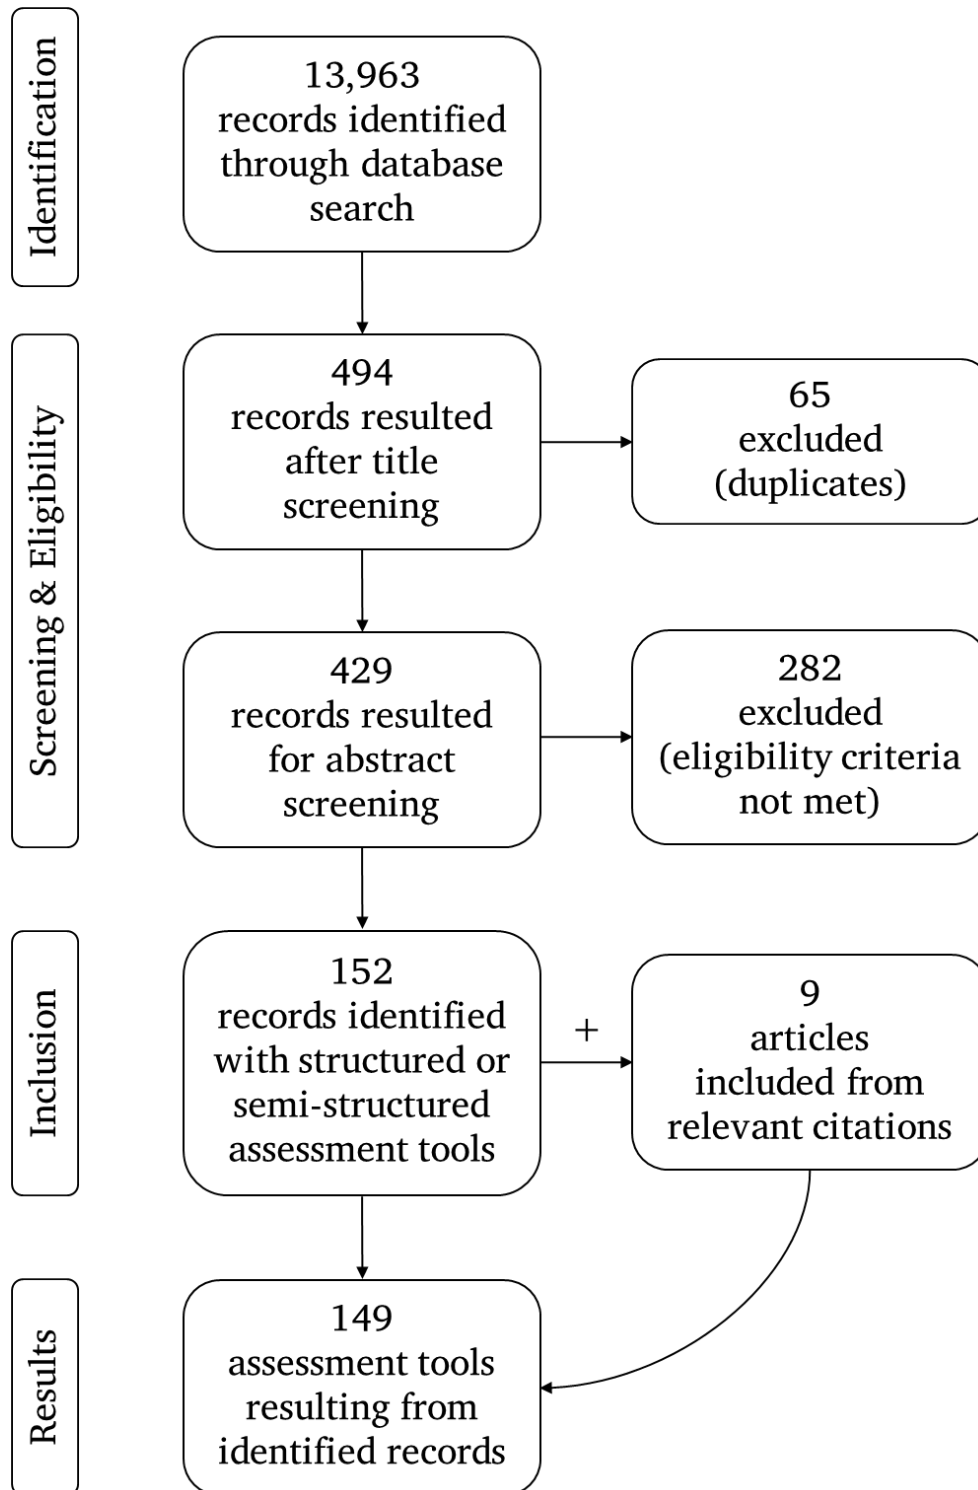 Identification
13,963
records identified
through database
search
Screening & Eligibility
494
records resulted
after title
screening
65
excluded
(duplicates)
429
records resulted
for abstract
screening
282
excluded
(eligibility criteria
not met)
Inclusion
152
records identified
with structured or
semi-structured
assessment tools
+
9
articles
included from
relevant citations
Results
149
assessment tools
resulting from
identified records